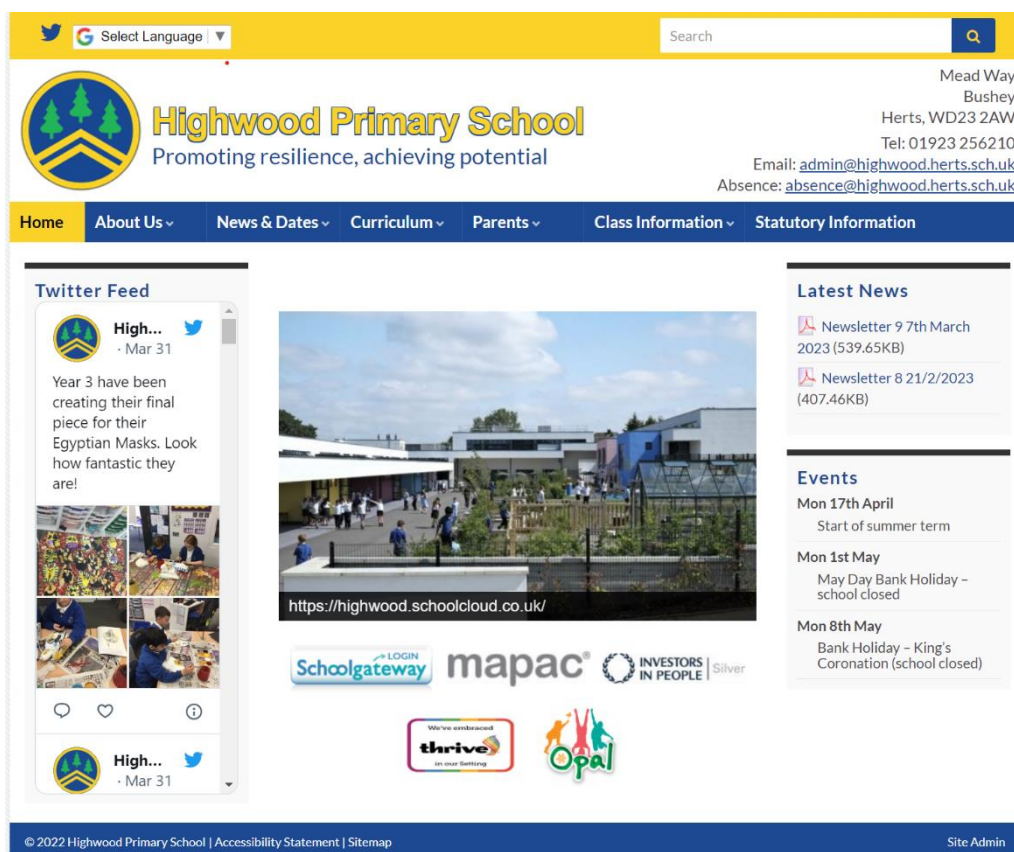 Select Language ▼
Search
Highwood Primary School
Promoting resilience, achieving potential
Mead Way
Bushey
Herts, WD23 2AW
Tel: 01923 256210
Email: admin@highwood.herts.sch.uk
Absence: absence@highwood.herts.sch.uk
Home About Us News & Dates Curriculum Parents Class Information Statutory Information
Twitter Feed
High...
· Mar 31
Year 3 have been
creating their final
piece for their
Egyptian Masks. Look
how fantastic they
are!
High...
· Mar 31
https://highwood.schoolcloud.co.uk/
LOGIN
Schoolgateway
mapac®
INVESTORS
IN PEOPLE | Silver
We've embraced
thrive
in our Setting
Opal
Latest News
Newsletter 9 7th March
2023 (539.65KB)
Newsletter 8 21/2/2023
(407.46KB)
Events
Mon 17th April
Start of summer term
Mon 1st May
May Day Bank Holiday –
school closed
Mon 8th May
Bank Holiday – King's
Coronation (school closed)
© 2022 Highwood Primary School | Accessibility Statement | Sitemap
Site Admin